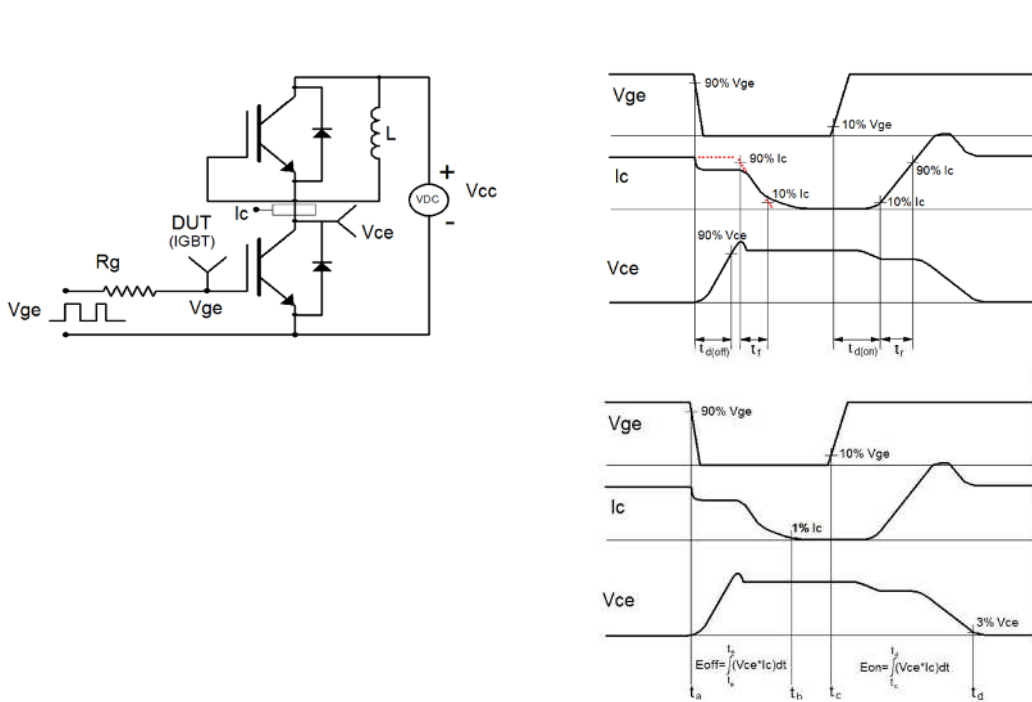 L
+
VDC
-
Vcc
Ic
Vce
DUT
(IGBT)
Rg
Vge
Vge
Vge
90% Vge
10% Vge
Ic
90% Ic
10% Ic
10% Ic
90% Ic
Vce
90% Vce
td(off)
tf
td(on)
tr
Vge
90% Vge
10% Vge
Ic
1% Ic
Vce
3% Vce
Eoff=∫(Vce*Ic)dt
Eon=∫(Vce*Ic)dt
ta
tb
tc
td